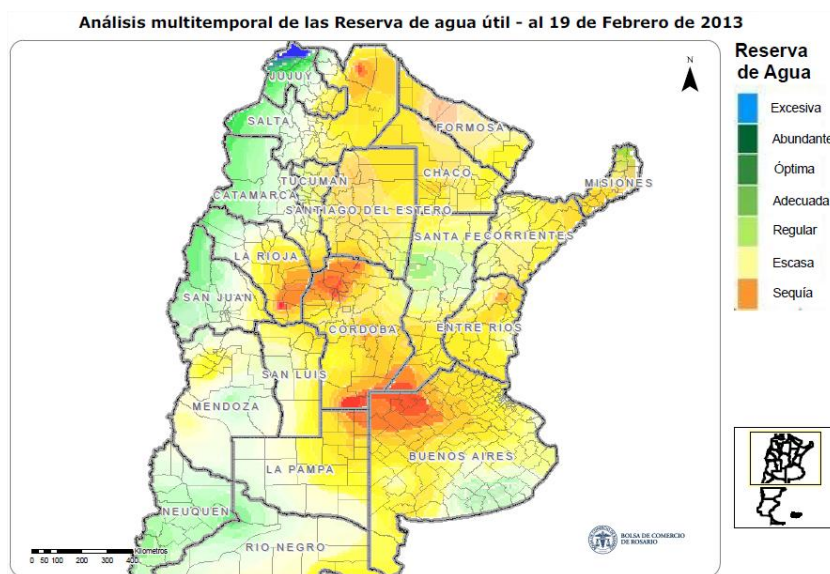 Análisis multitemporal de las Reserva de agua útil - al 19 de Febrero de 2013
Reserva
de Agua
Excesiva
Abundante
Óptima
Adecuada
Regular
Escasa
Sequía
N
JUJUY
SALTA
FORMOSA
CHACO
MISIONES
TUCUMAN
CATAMARCA
SANTIAGO DEL ESTERO
SANTA FE
CORRIENTES
LA RIOJA
SAN JUAN
CORDOBA
ENTRE RIOS
SAN LUIS
MENDOZA
BUENOS AIRES
LA PAMPA
NEUQUEN
RIO NEGRO
Kilometros
0 50 100 200 300 400
BOLSA DE COMERCIO
DE ROSARIO